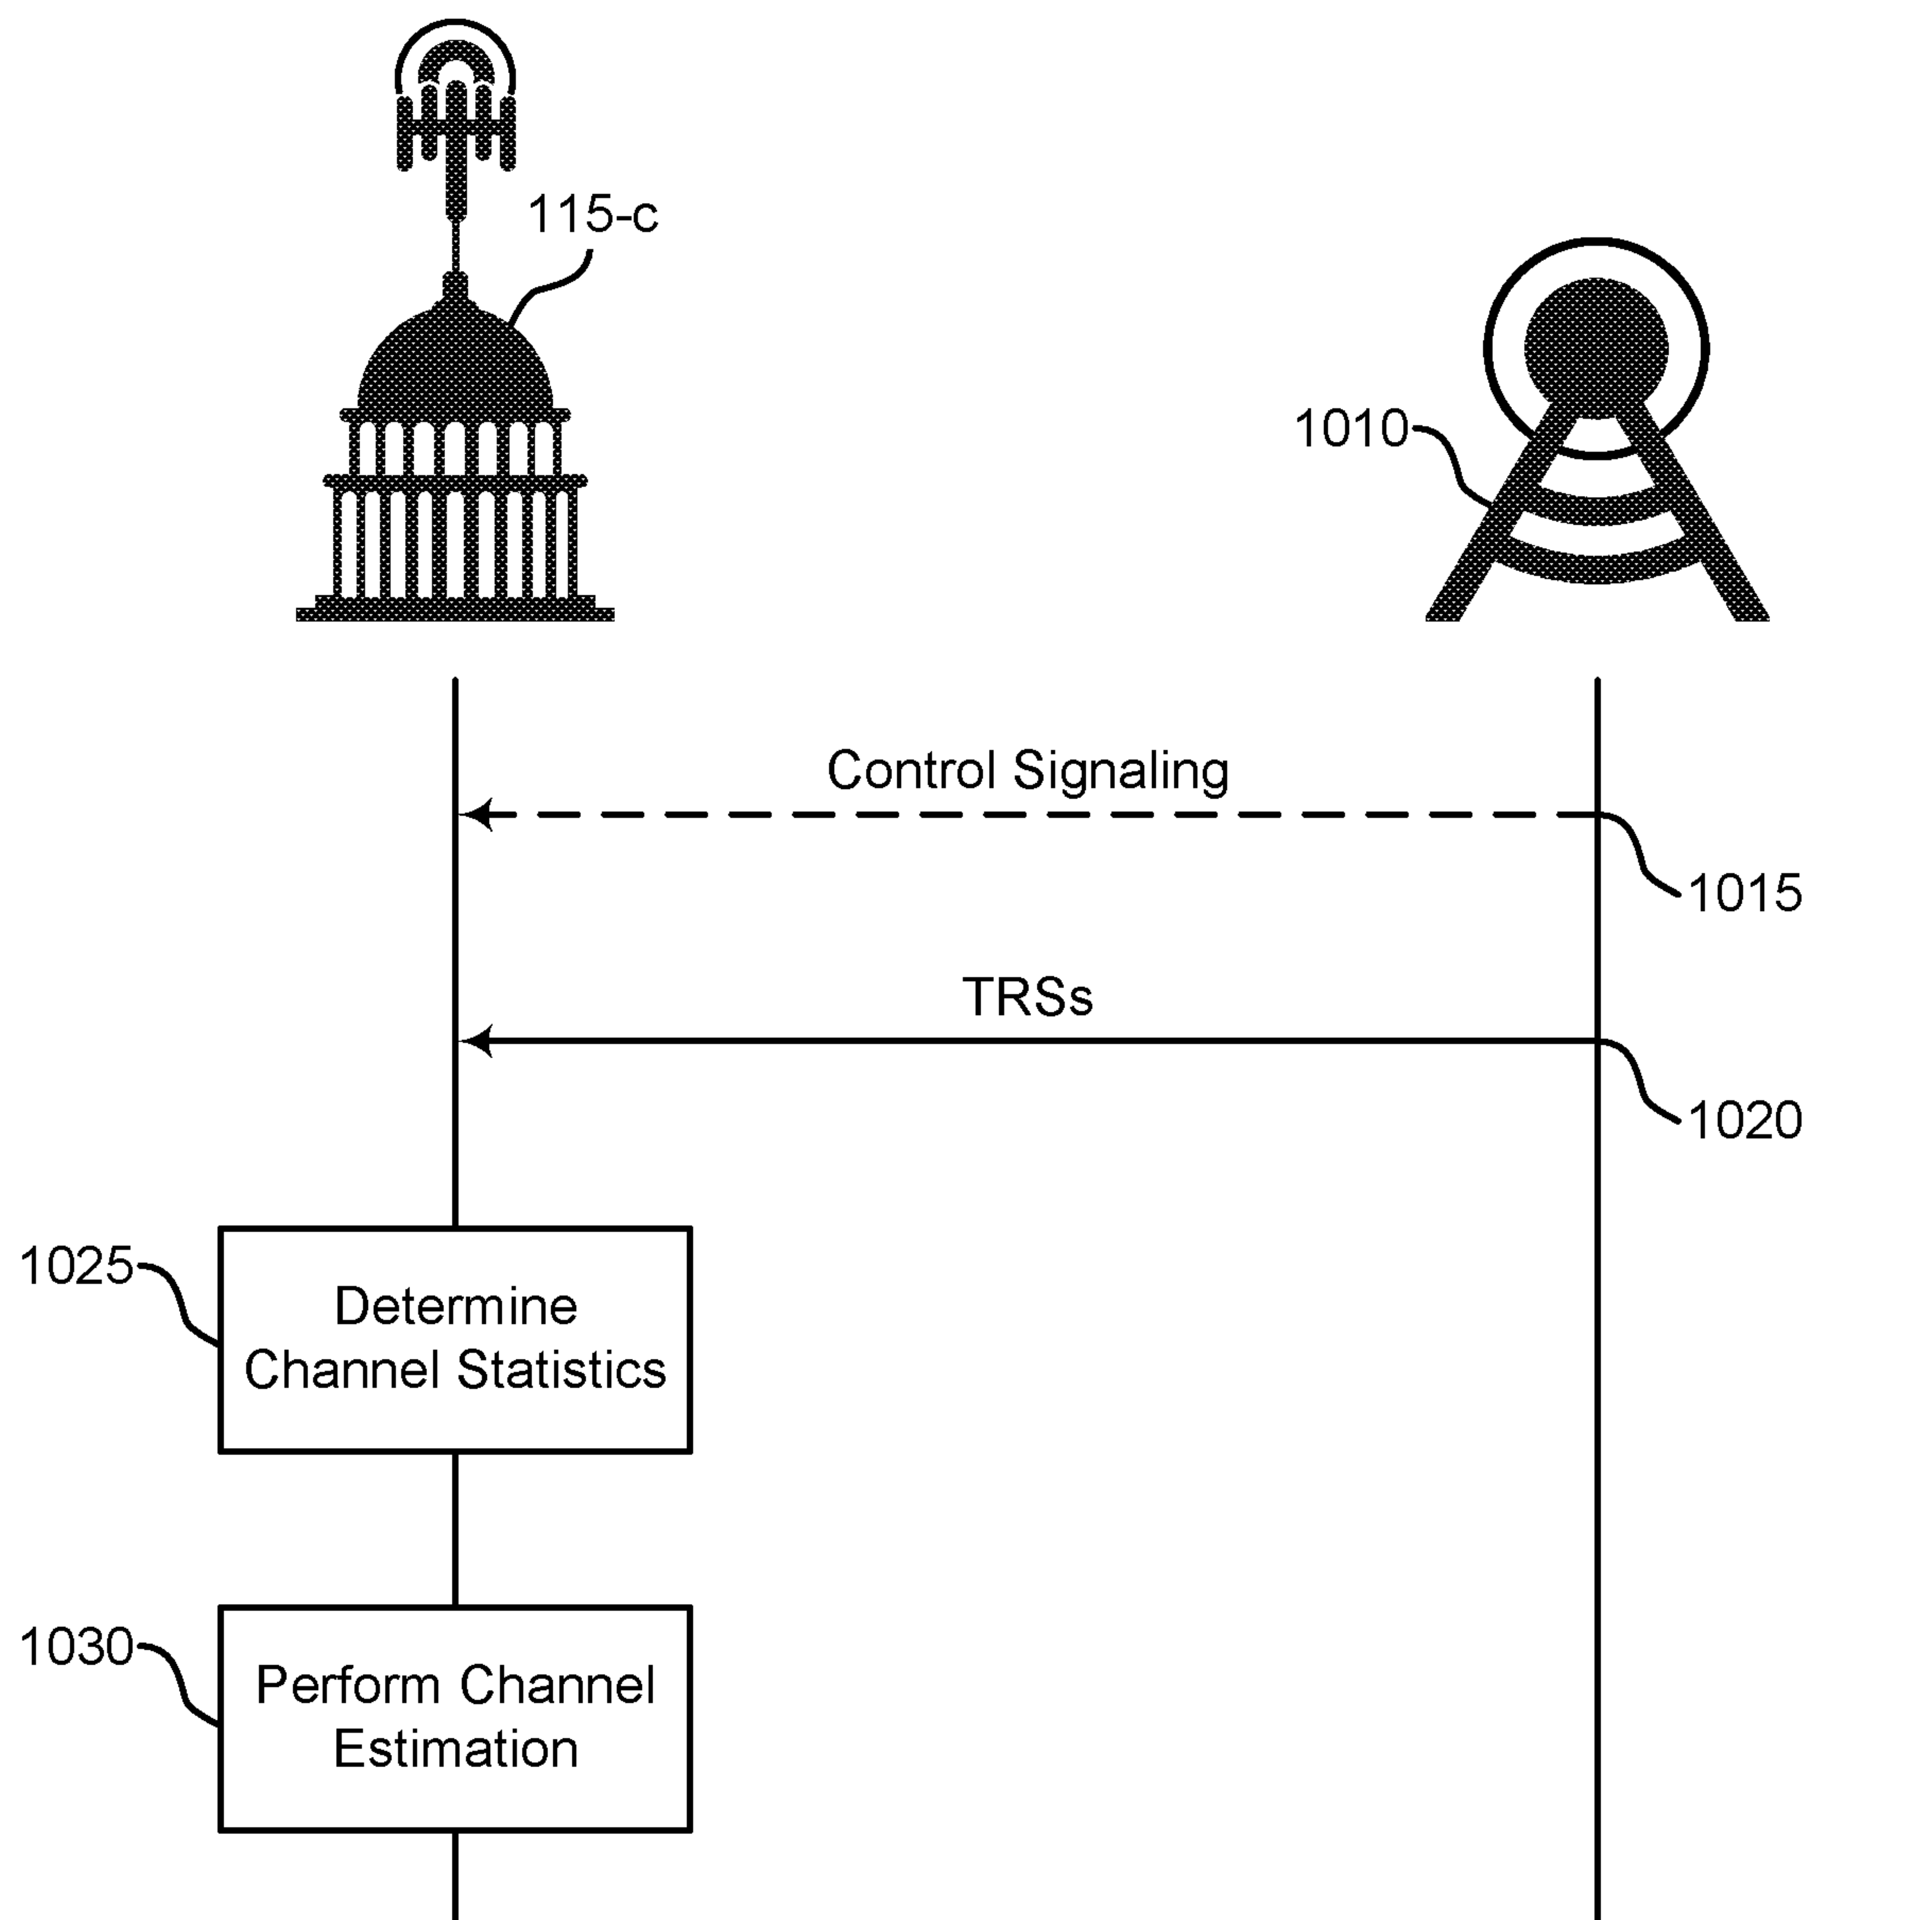 115-c
1010
Control Signaling
1015
TRSs
1020
1025
Determine
Channel Statistics
1030
Perform Channel
Estimation